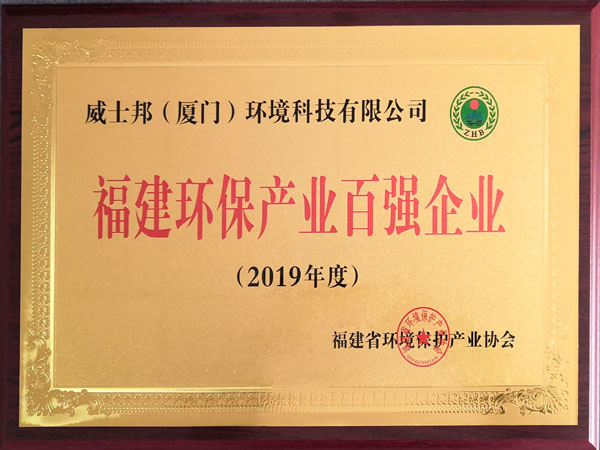 威士邦（厦门）环境科技有限公司
ZHB
福建环保产业百强企业
（2019年度）
福建省环境保护产业协会